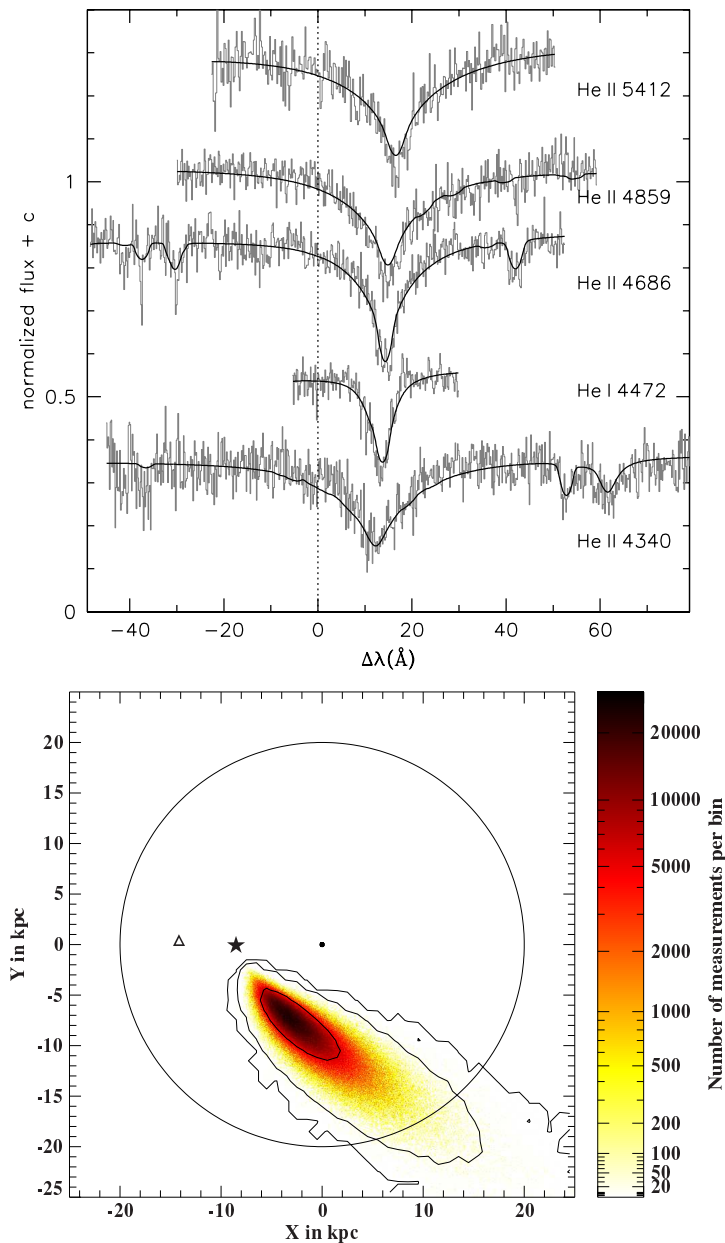 He II 5412
1
He II 4859
He II 4686
normalized flux + c
He I 4472
0.5
He II 4340
0
−40 −20 0 20 40 60
Δλ(Å)
20
15
10
5
0
-5
-10
-15
-20
-25
Y in kpc
-20 -10 0 10 20
X in kpc
20000
10000
5000
2000
1000
500
200
100
50
20
Number of measurements per bin